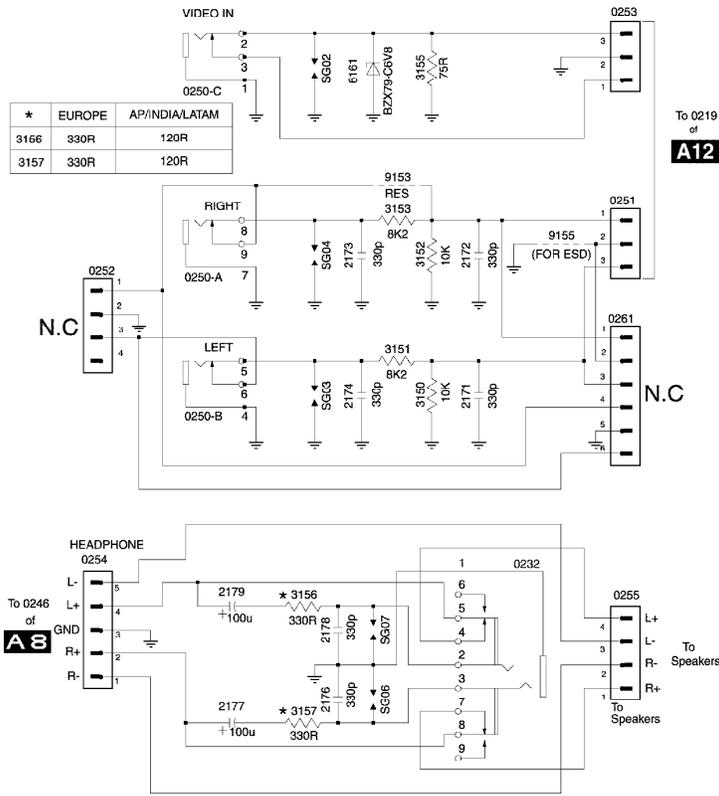 VIDEO IN
0253
2
3
1
0250-C
SG02
6161
BZX79-C6V8
3155
75R
3
2
1
* EUROPE AP/INDIA/LATAM
3166 330R 120R
3157 330R 120R
To 0219
of
A12
9153
RES
RIGHT
8
9
7
0250-A
SG04
2173
330p
3153
8K2
3152
10K
2172
330p
9155
(FOR ESD)
0251
1
2
3
0252
1
2
3
4
N.C
LEFT
5
6
4
0250-B
SG03
2174
330p
3151
8K2
3150
10K
2171
330p
0261
1
2
3
4
5
6
N.C
HEADPHONE
0254
To 0246
of
A8
L- 5
L+ 4
GND 3
R+ 2
R- 1
2179
+100u
* 3156
330R
2178
330p
SG07
2176
330p
SG06
2177
+100u
* 3157
330R
1
0232
6
5
4
2
3
7
8
9
0255
4 L+
3 L-
2 R-
1 R+
To
Speakers
To
Speakers